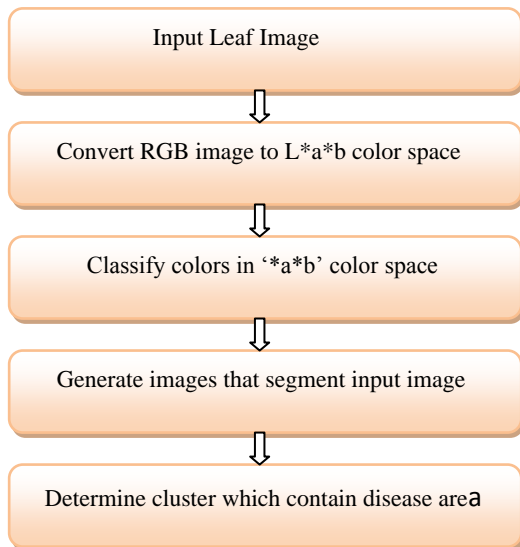 Input Leaf Image
Convert RGB image to L*a*b color space
Classify colors in ‘*a*b’ color space
Generate images that segment input image
Determine cluster which contain disease area